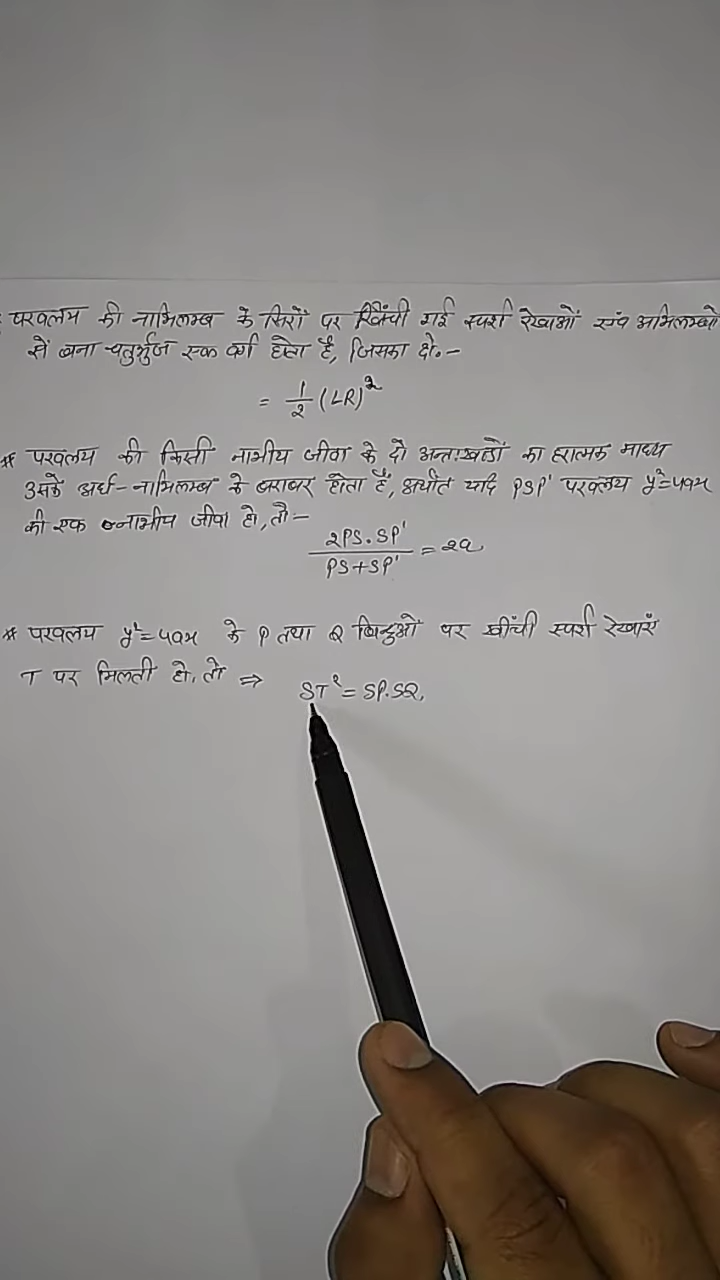 परवलय की नाभिलम्ब के सिरों पर खिंची गई स्पर्श रेखाओं एवं अभिलम्बो
से बना चतुर्भुज एक वर्ग होता है, जिसका क्षे०-
= 1/2 (LR)²
* परवलय की किसी नाभीय जीवा के दो अन्तःखण्डों का हरात्मक माध्य
उसके अर्ध-नाभिलम्ब के बराबर होता है, अर्थात यदि PSP' परवलय y²=4ax
की एक नाभीय जीवा हो, तो-
2PS.SP' / PS+SP' = 2a
* परवलय y²=4ax के P तथा Q बिन्दुओ पर खींची स्पर्श रेखाएं
T पर मिलती हो, तो ⇒ ST² = SP.SQ,